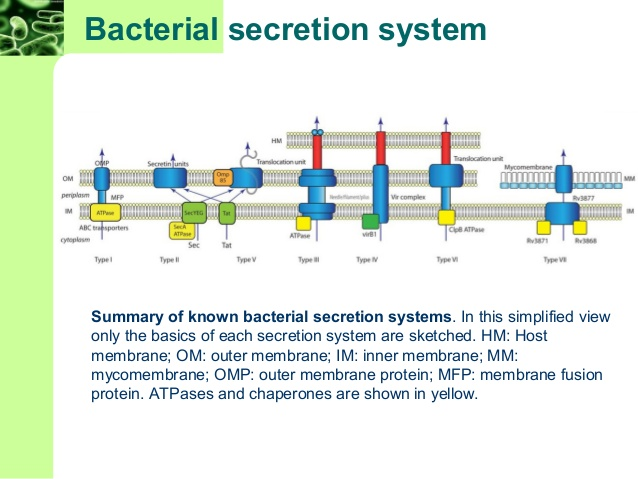 Bacterial secretion system
HM
OMP
Secretin units
Omp
85
Translocation unit
Translocation unit
Mycomembrane
OM
MM
periplasm
MFP
Rv3877
Vir complex
IM
ATPase
SecYEG
Tat
IM
ABC transporters
SecA
ATPase
ATPase
virB1
ClpB ATPase
Rv3871
Rv3868
cytoplasm
Sec
Tat
Type I
Type II
Type V
Type III
Type IV
Type VI
Type VII
Summary of known bacterial secretion systems. In this simplified view
only the basics of each secretion system are sketched. HM: Host
membrane; OM: outer membrane; IM: inner membrane; MM:
mycomembrane; OMP: outer membrane protein; MFP: membrane fusion
protein. ATPases and chaperones are shown in yellow.